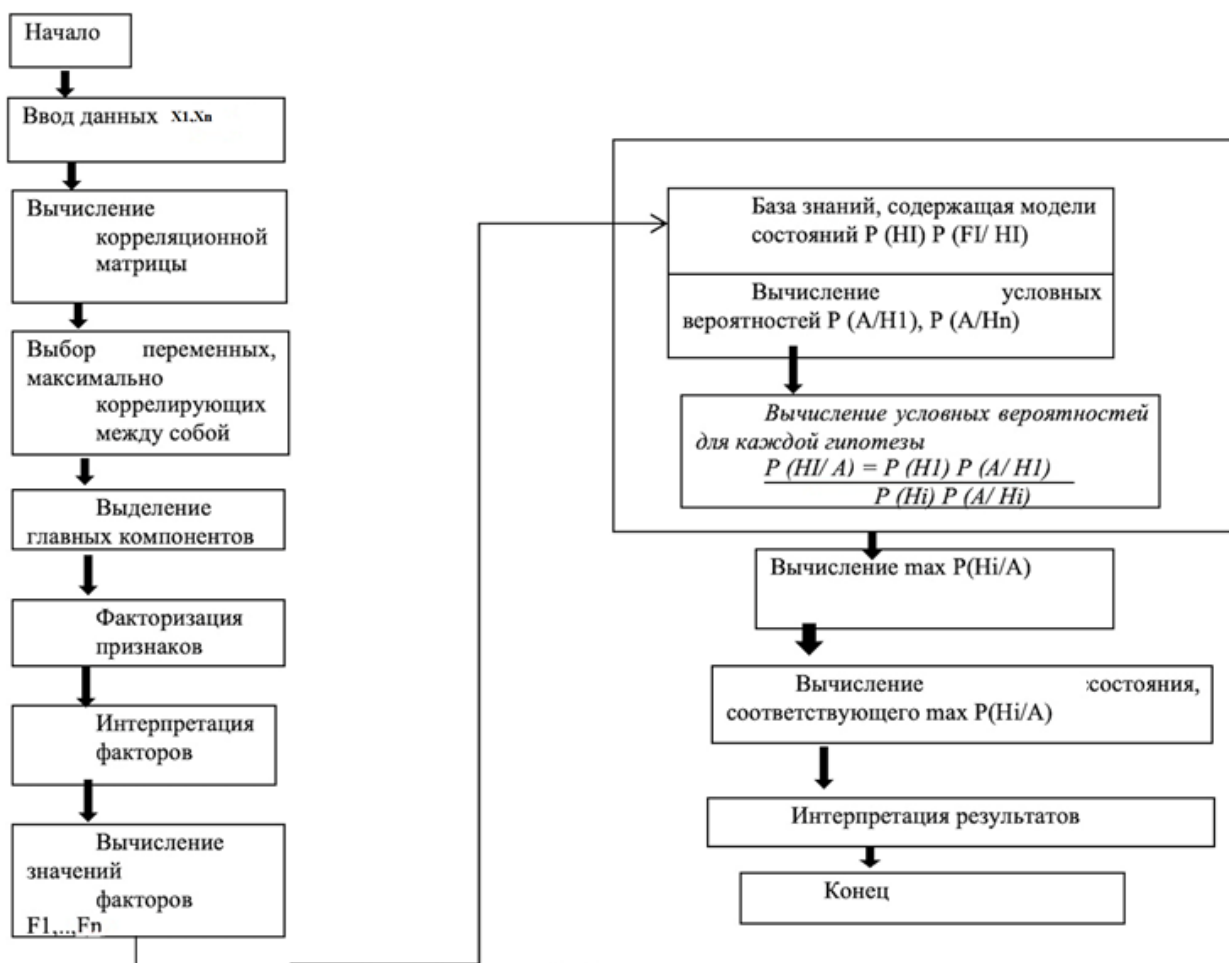 Начало
Ввод данных X1.Xn
Вычисление
корреляционной
матрицы
Выбор переменных,
максимально
коррелирующих
между собой
Выделение
главных компонентов
Факторизация
признаков
Интерпретация
факторов
Вычисление
значений
факторов
F1,..,Fn
База знаний, содержащая модели
состояний P (HI) P (FI/ HI)
Вычисление условных
вероятностей P (A/H1), P (A/Hn)
Вычисление условных вероятностей
для каждой гипотезы
P (HI/ A) = P (H1) P (A/ H1)
P (Hi) P (A/ Hi)
Вычисление max P(Hi/A)
Вычисление состояния,
соответствующего max P(Hi/A)
Интерпретация результатов
Конец